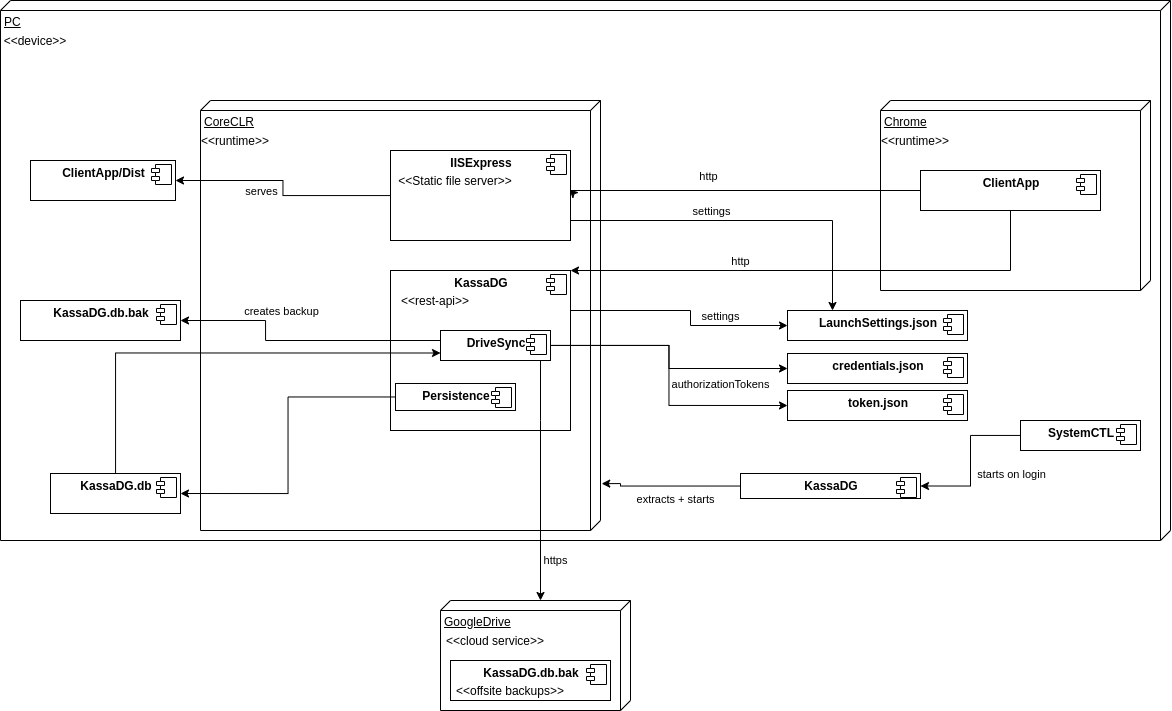 PC
<<device>>
CoreCLR
<<runtime>>
Chrome
<<runtime>>
IISExpress
<<Static file server>>
ClientApp/Dist
serves
http
ClientApp
settings
http
KassaDG
<<rest-api>>
KassaDG.db.bak
creates backup
settings
LaunchSettings.json
DriveSync
credentials.json
authorizationTokens
Persistence
token.json
SystemCTL
starts on login
KassaDG.db
KassaDG
extracts + starts
https
GoogleDrive
<<cloud service>>
KassaDG.db.bak
<<offsite backups>>